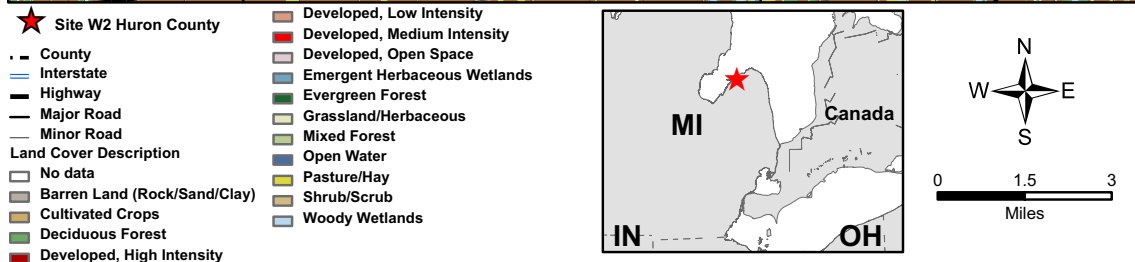 Site W2 Huron County
County
Interstate
Highway
Major Road
Minor Road
Land Cover Description
No data
Barren Land (Rock/Sand/Clay)
Cultivated Crops
Deciduous Forest
Developed, High Intensity
Developed, Low Intensity
Developed, Medium Intensity
Developed, Open Space
Emergent Herbaceous Wetlands
Evergreen Forest
Grassland/Herbaceous
Mixed Forest
Open Water
Pasture/Hay
Shrub/Scrub
Woody Wetlands
MI
Canada
IN
OH
N
W
E
S
0
1.5
3
Miles